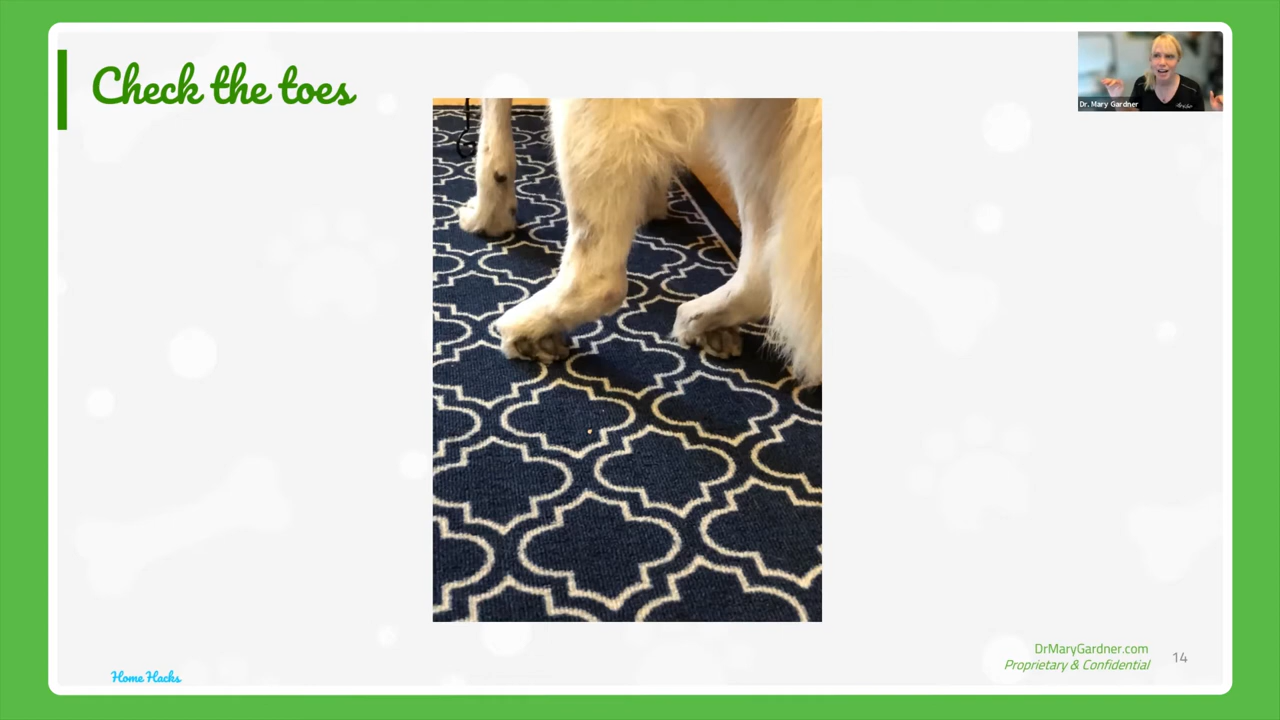 Check the toes
Dr. Mary Gardner
Home Hacks
DrMaryGardner.com
Proprietary & Confidential
14